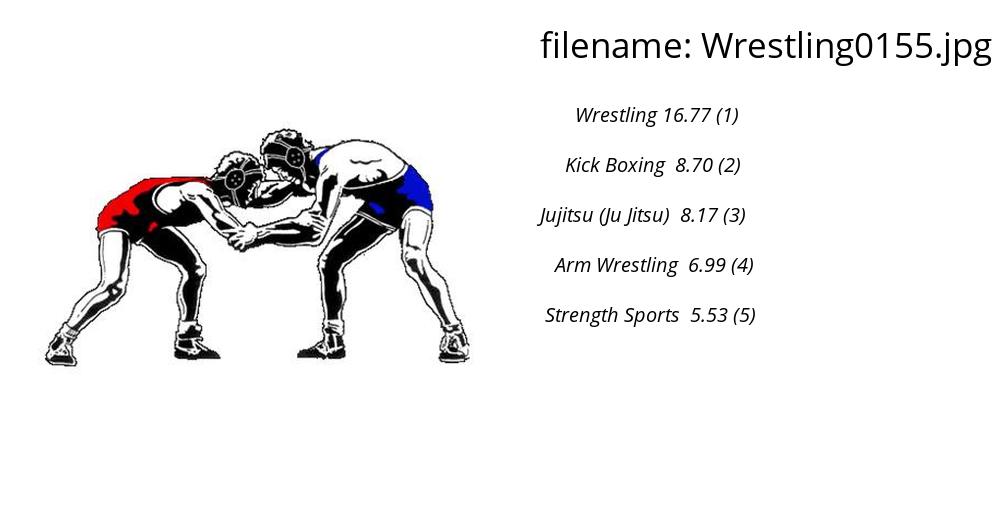 filename: Wrestling0155.jpg
Wrestling 16.77 (1)
Kick Boxing 8.70 (2)
Jujitsu (Ju Jitsu) 8.17 (3)
Arm Wrestling 6.99 (4)
Strength Sports 5.53 (5)